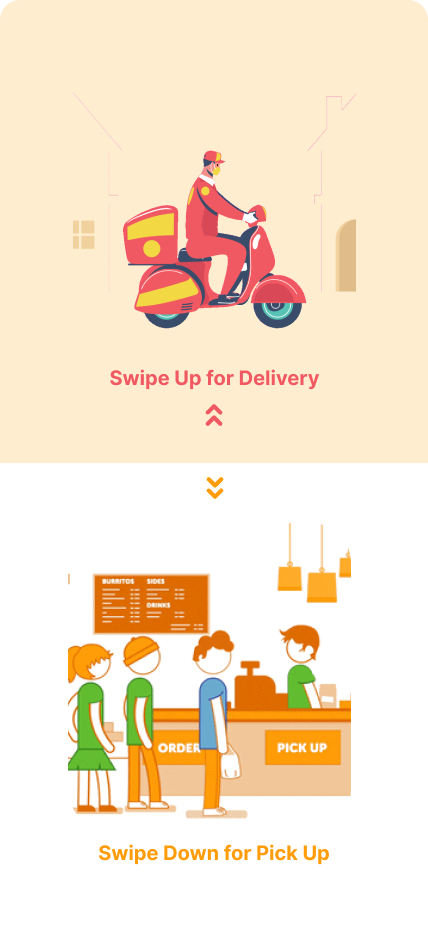 Swipe Up for Delivery
BURRITOS SIDES
DRINKS
ORDER PICK UP
Swipe Down for Pick Up